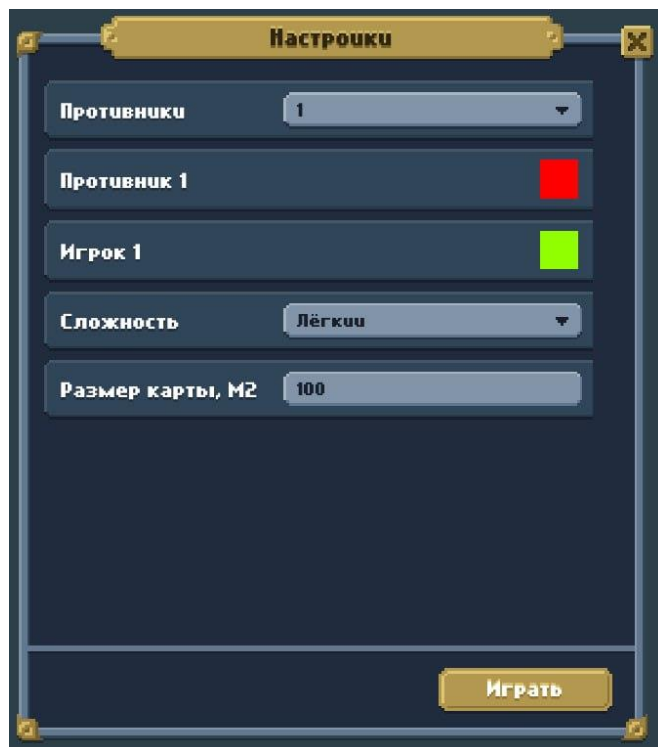 Настроики
Противники 1
Противник 1
Игрок 1
Сложность Лёгкии
Размер карты, М2 100
Играть